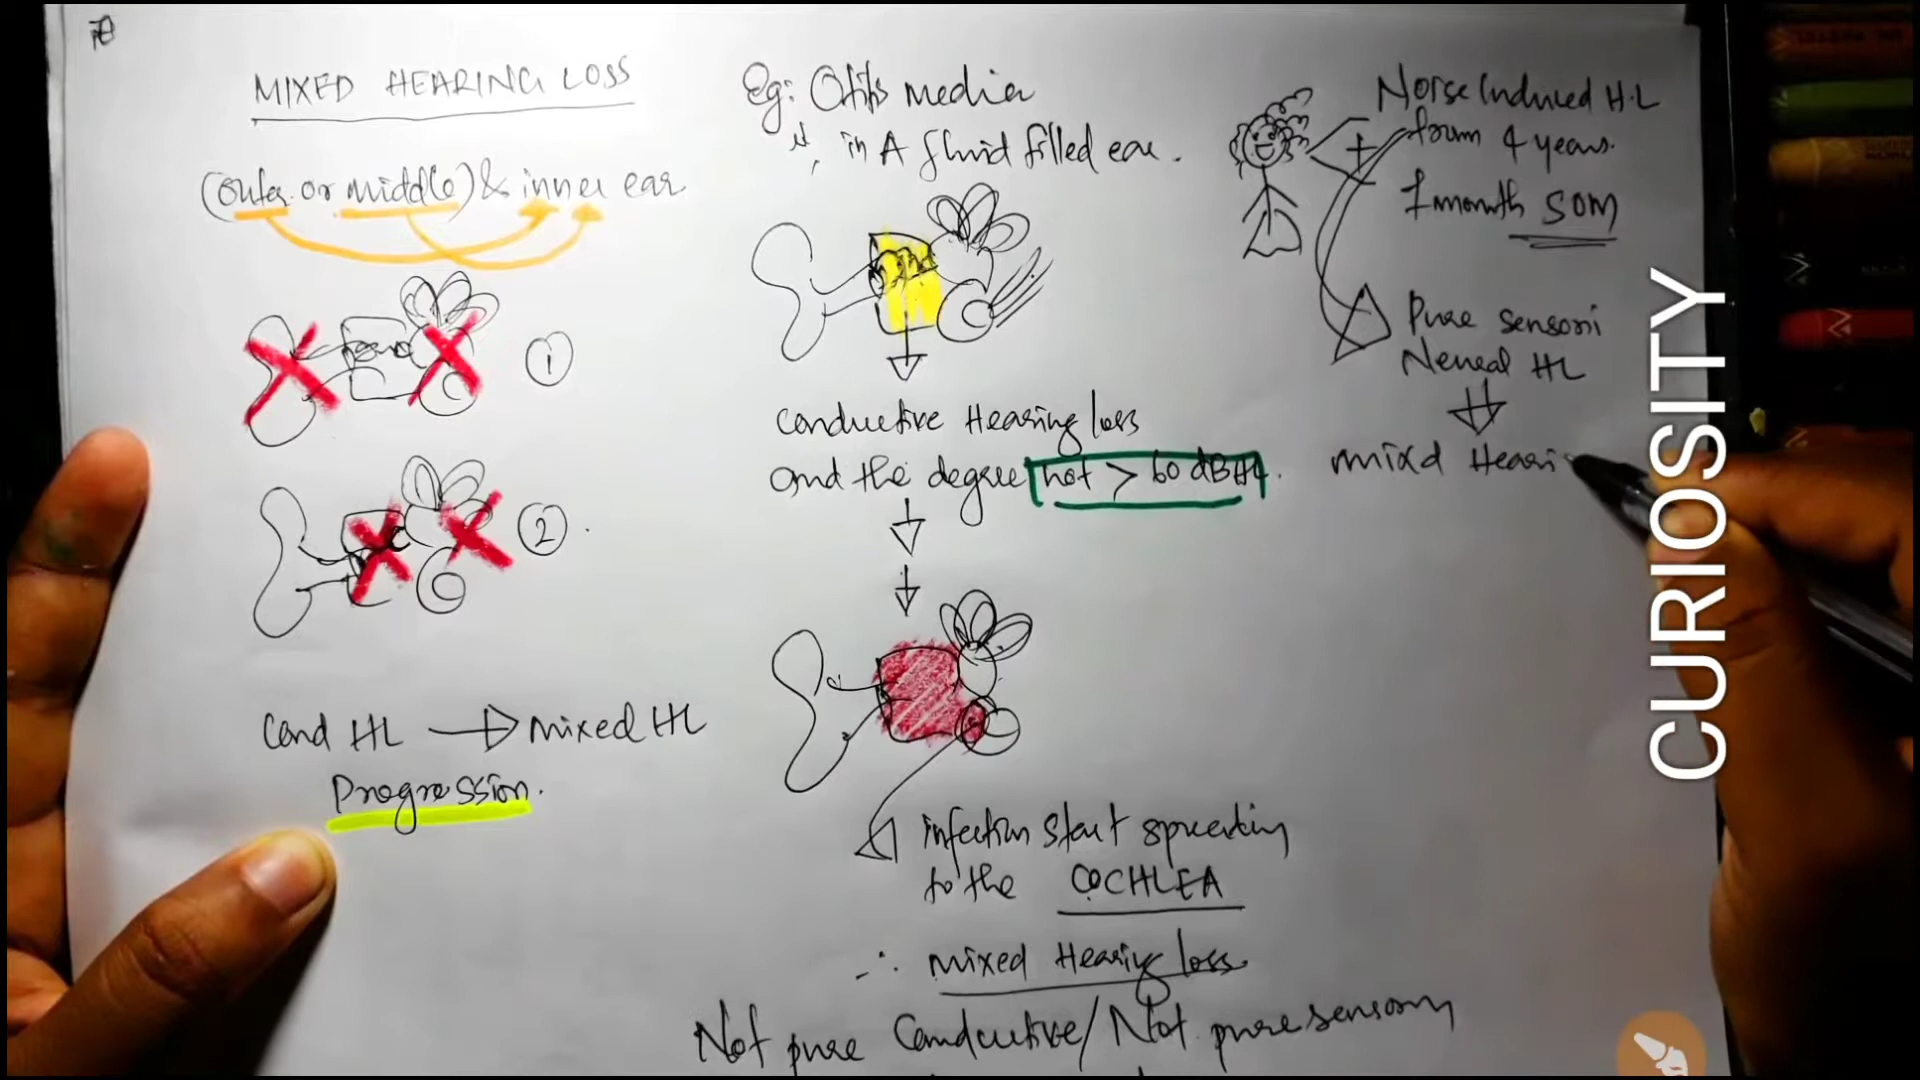 MIXED HEARING LOSS
(outer or middle) & inner ear
1
2
Cond HL → mixed HL
Progression.
Eg: Otitis media
in A fluid filled ear.
Conductive Hearing loss
and the degree not > 60 dBHL.
infection start spreading
to the COCHLEA
∴ mixed Hearing loss
Not pure Conductive/Not pure sensory
Noise Induced H.L
from 4 years.
1 month SOM
Pure sensori
Neureal HL
mixed Heari
CURIOSITY